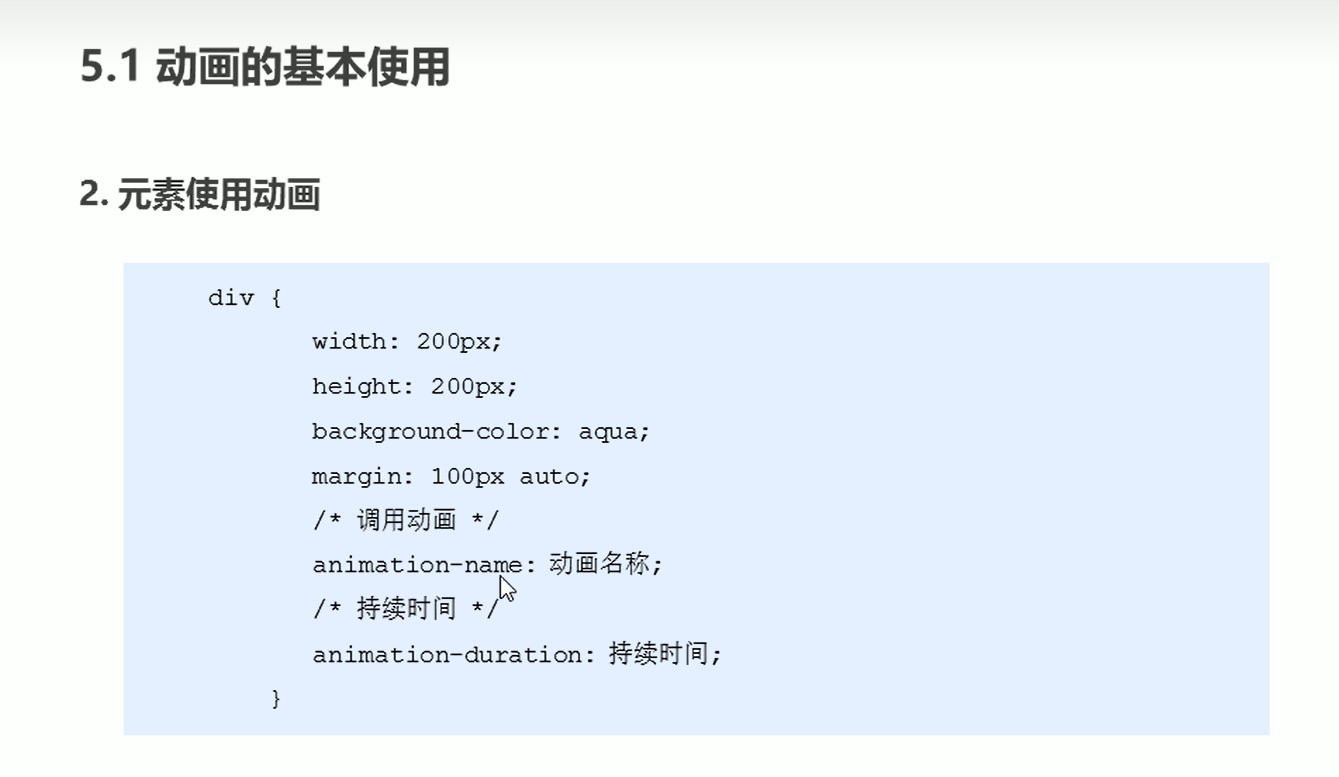 5.1 动画的基本使用
2. 元素使用动画
div {
width: 200px;
height: 200px;
background-color: aqua;
margin: 100px auto;
/* 调用动画 */
animation-name: 动画名称;
/* 持续时间 */
animation-duration: 持续时间;
}